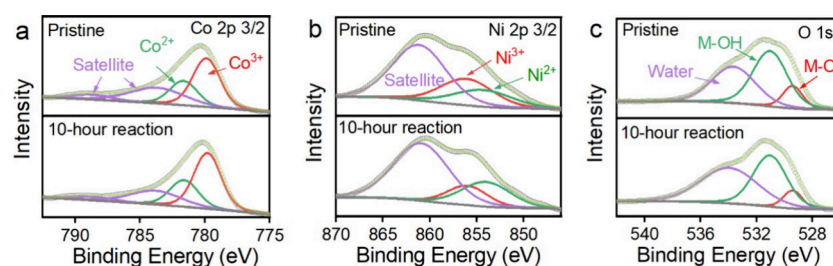 a
Pristine
Co 2p 3/2
Satellite
Co2+
Co3+
10-hour reaction
Intensity
790 785 780 775
Binding Energy (eV)
b
Pristine
Ni 2p 3/2
Satellite
Ni3+
Ni2+
10-hour reaction
Intensity
870 865 860 855 850
Binding Energy (eV)
c
Pristine
O 1s
M-OH
Water
M-O
10-hour reaction
Intensity
540 534 528
Binding Energy (eV)